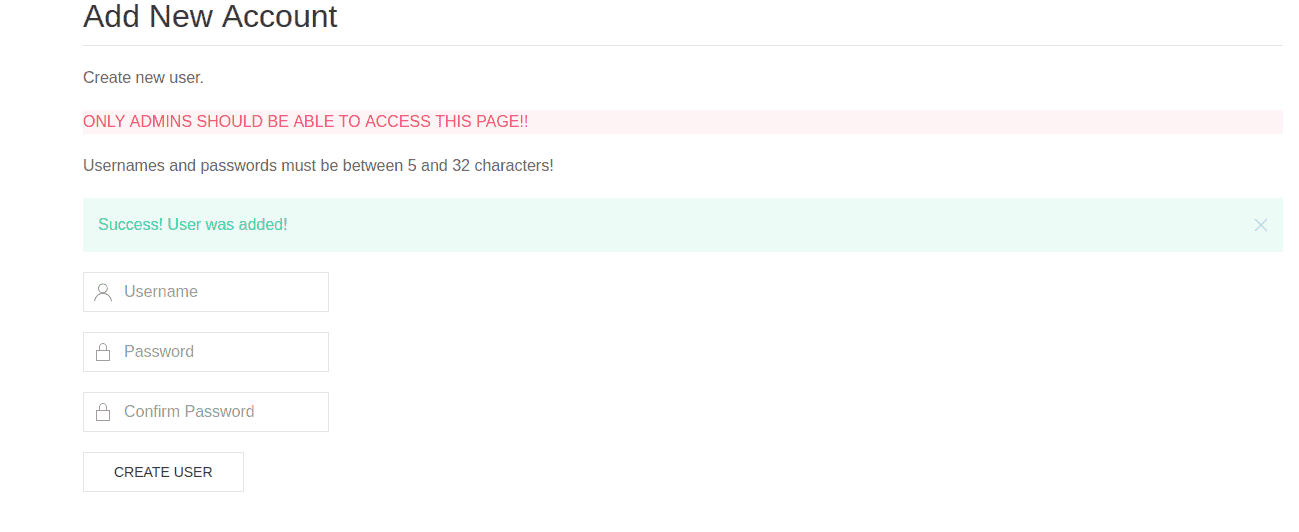 Add New Account
Create new user.
ONLY ADMINS SHOULD BE ABLE TO ACCESS THIS PAGE!!
Usernames and passwords must be between 5 and 32 characters!
Success! User was added!
Username
Password
Confirm Password
CREATE USER